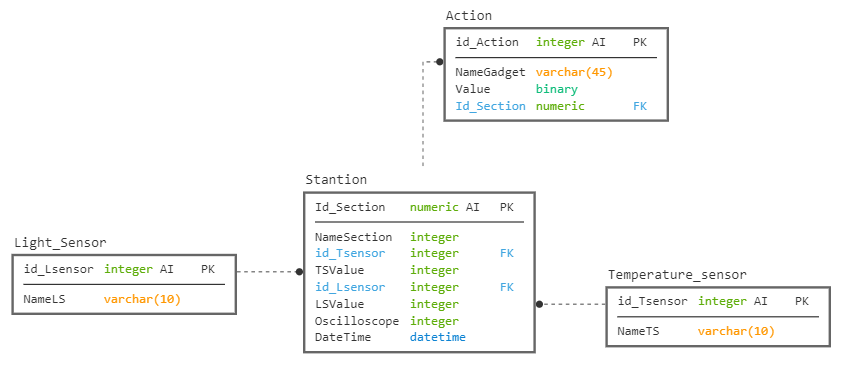 Action
id_Action integer AI PK
NameGadget varchar(45)
Value binary
Id_Section numeric FK
Stantion
Id_Section numeric AI PK
NameSection integer
id_Tsensor integer FK
TSValue integer
id_Lsensor integer FK
LSValue integer
Oscilloscope integer
DateTime datetime
Light_Sensor
id_Lsensor integer AI PK
NameLS varchar(10)
Temperature_sensor
id_Tsensor integer AI PK
NameTS varchar(10)